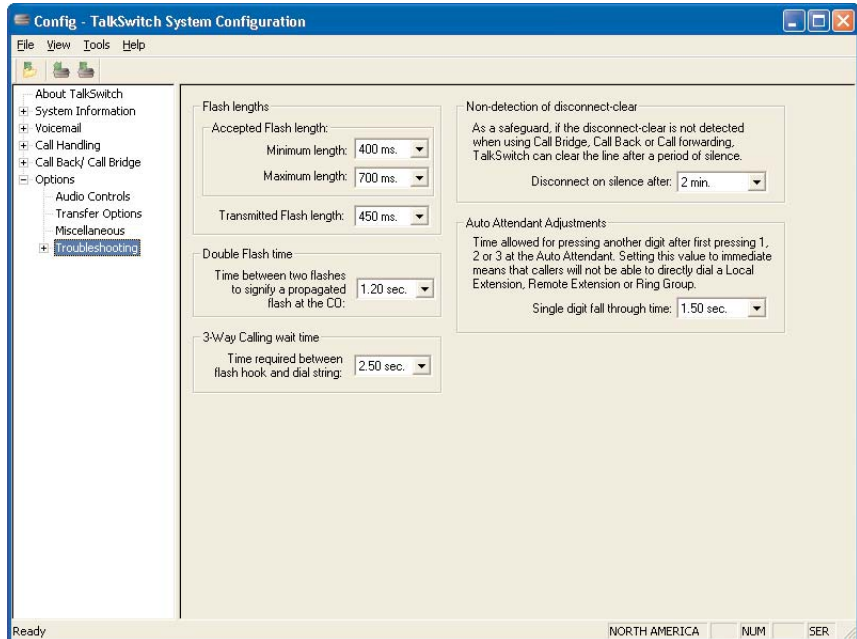 Config - TalkSwitch System Configuration
File View Tools Help
About TalkSwitch
System Information
Voicemail
Call Handling
Call Back/ Call Bridge
Options
Audio Controls
Transfer Options
Miscellaneous
Troubleshooting
Flash lengths
Accepted Flash length:
Minimum length: 400 ms.
Maximum length: 700 ms.
Transmitted Flash length: 450 ms.
Double Flash time
Time between two flashes
to signify a propagated
flash at the CO:
1.20 sec.
3-Way Calling wait time
Time required between
flash hook and dial string:
2.50 sec.
Non-detection of disconnect-clear
As a safeguard, if the disconnect-clear is not detected
when using Call Bridge, Call Back or Call forwarding,
TalkSwitch can clear the line after a period of silence.
Disconnect on silence after: 2 min.
Auto Attendant Adjustments
Time allowed for pressing another digit after first pressing 1,
2 or 3 at the Auto Attendant. Setting this value to immediate
means that callers will not be able to directly dial a Local
Extension, Remote Extension or Ring Group.
Single digit fall through time: 1.50 sec.
Ready
NORTH AMERICA NUM SER